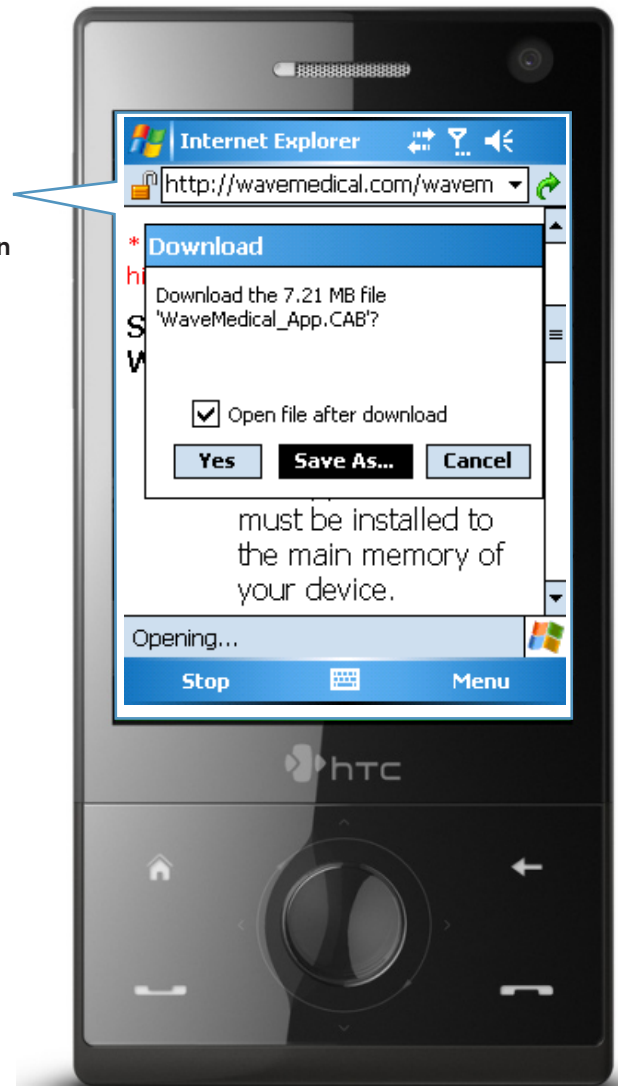 Internet Explorer
http://wavemedical.com/wavem
n
*
hi
S
W
Download
Download the 7.21 MB file
'WaveMedical_App.CAB'?
Open file after download
Yes Save As... Cancel
must be installed to
the main memory of
your device.
Opening...
Stop Menu
hTC